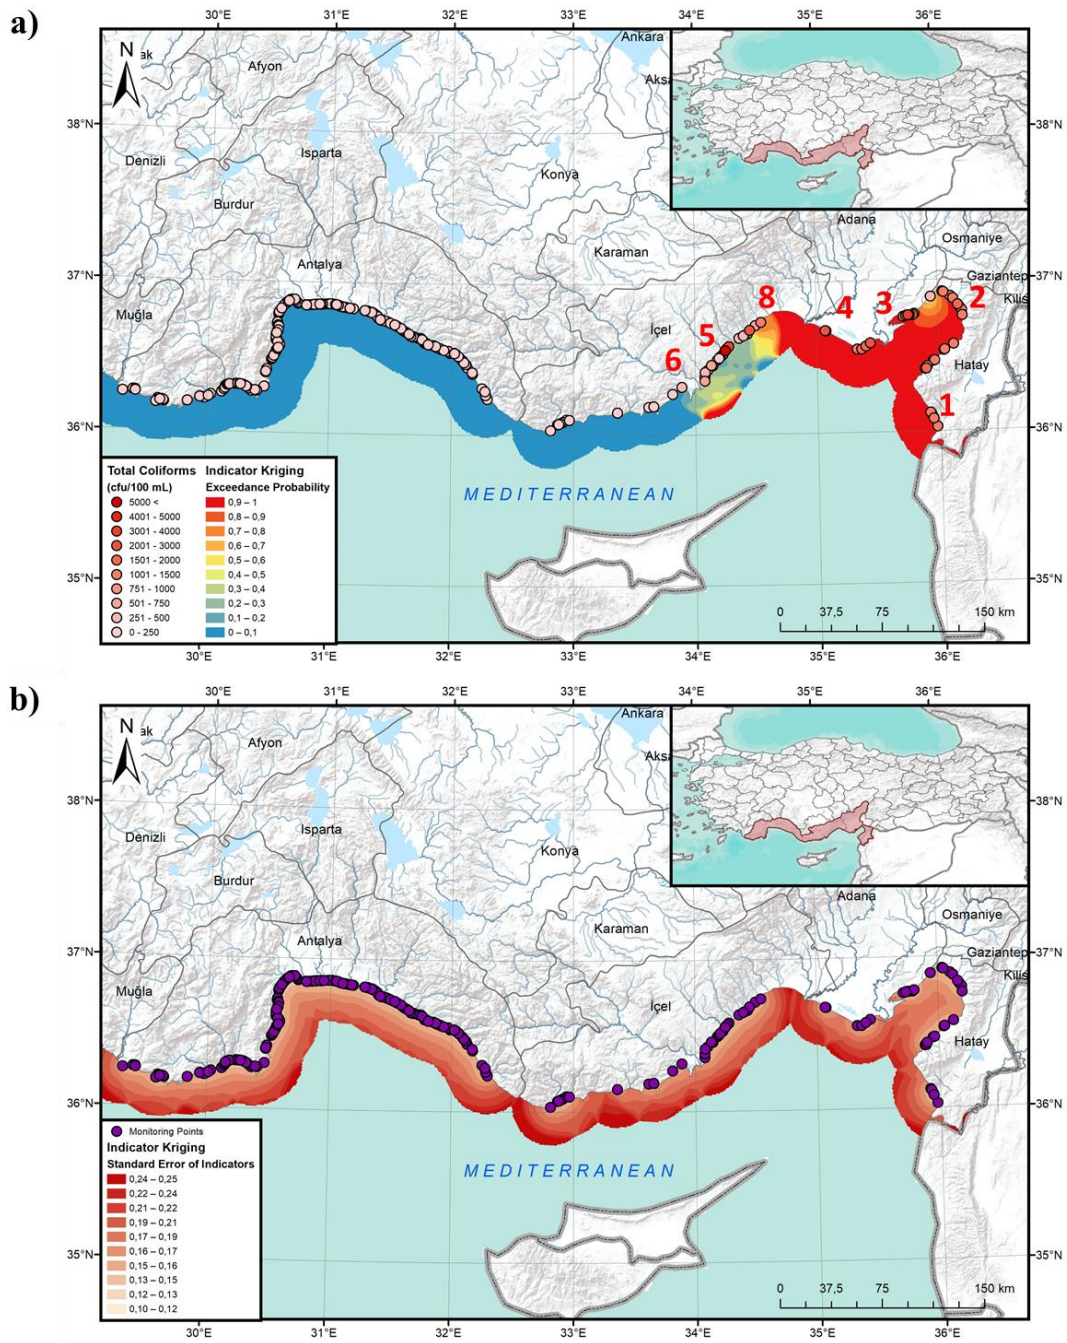 a)
30°E 31°E 32°E 33°E 34°E 35°E 36°E
N
ak
Ankara
Afyon
Aksa
38°N
38°N
Denizli
Isparta
Konya
Burdur
Adana
Osmaniye
Karaman
Antalya
37°N
Gaziantep
37°N
Kilis
Muğla
İçel
Hatay
8
4
3
2
5
6
1
36°N
36°N
MEDITERRANEAN
Total Coliforms
(cfu/100 mL)
5000 <
4001 - 5000
3001 - 4000
2001 - 3000
1501 - 2000
1001 - 1500
751 - 1000
501 - 750
251 - 500
0 - 250
Indicator Kriging
Exceedance Probability
0,9 – 1
0,8 – 0,9
0,7 – 0,8
0,6 – 0,7
0,5 – 0,6
0,4 – 0,5
0,3 – 0,4
0,2 – 0,3
0,1 – 0,2
0 – 0,1
35°N
35°N
0 37,5 75 150 km
30°E 31°E 32°E 33°E 34°E 35°E 36°E
b)
30°E 31°E 32°E 33°E 34°E 35°E 36°E
N
ak
Ankara
Afyon
Aksa
38°N
38°N
Denizli
Isparta
Konya
Burdur
Adana
Osmaniye
Karaman
Antalya
37°N
Gaziantep
37°N
Kilis
Muğla
İçel
Hatay
36°N
36°N
MEDITERRANEAN
Monitoring Points
Indicator Kriging
Standard Error of Indicators
0,24 – 0,25
0,22 – 0,24
0,21 – 0,22
0,19 – 0,21
0,17 – 0,19
0,16 – 0,17
0,15 – 0,16
0,13 – 0,15
0,12 – 0,13
0,10 – 0,12
35°N
35°N
0 37,5 75 150 km
30°E 31°E 32°E 33°E 34°E 35°E 36°E